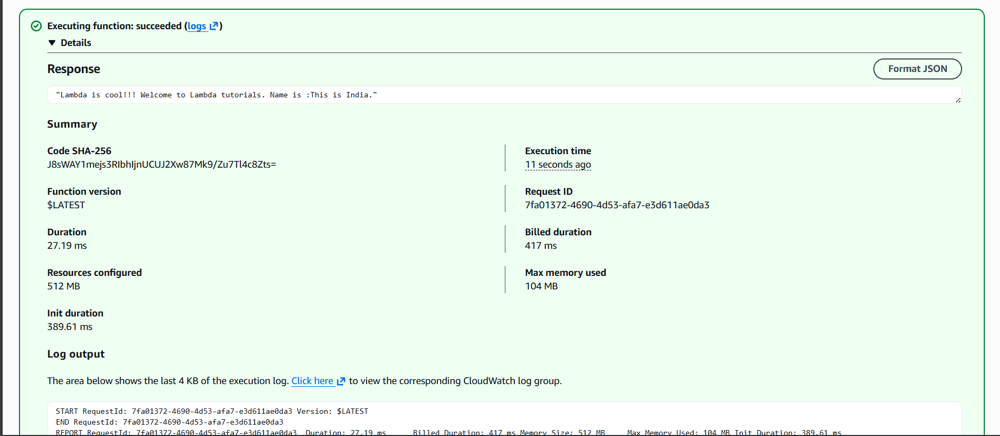 Executing function: succeeded (logs)
Details
Response
Format JSON
"Lambda is cool!!! Welcome to Lambda tutorials. Name is :This is India."
Summary
Code SHA-256
J8sWAY1mejs3RIbhIjnUCUJ2Xw87Mk9/Zu7Tl4c8Zts=
Execution time
11 seconds ago
Function version
$LATEST
Request ID
7fa01372-4690-4d53-afa7-e3d611ae0da3
Duration
27.19 ms
Billed duration
417 ms
Resources configured
512 MB
Max memory used
104 MB
Init duration
389.61 ms
Log output
The area below shows the last 4 KB of the execution log. Click here to view the corresponding CloudWatch log group.
START RequestId: 7fa01372-4690-4d53-afa7-e3d611ae0da3 Version: $LATEST
END RequestId: 7fa01372-4690-4d53-afa7-e3d611ae0da3
REPORT RequestId: 7fa01372-4690-4d53-afa7-e3d611ae0da3 Duration: 27.19 ms Billed Duration: 417 ms Memory Size: 512 MB Max Memory Used: 104 MB Init Duration: 389.61 ms